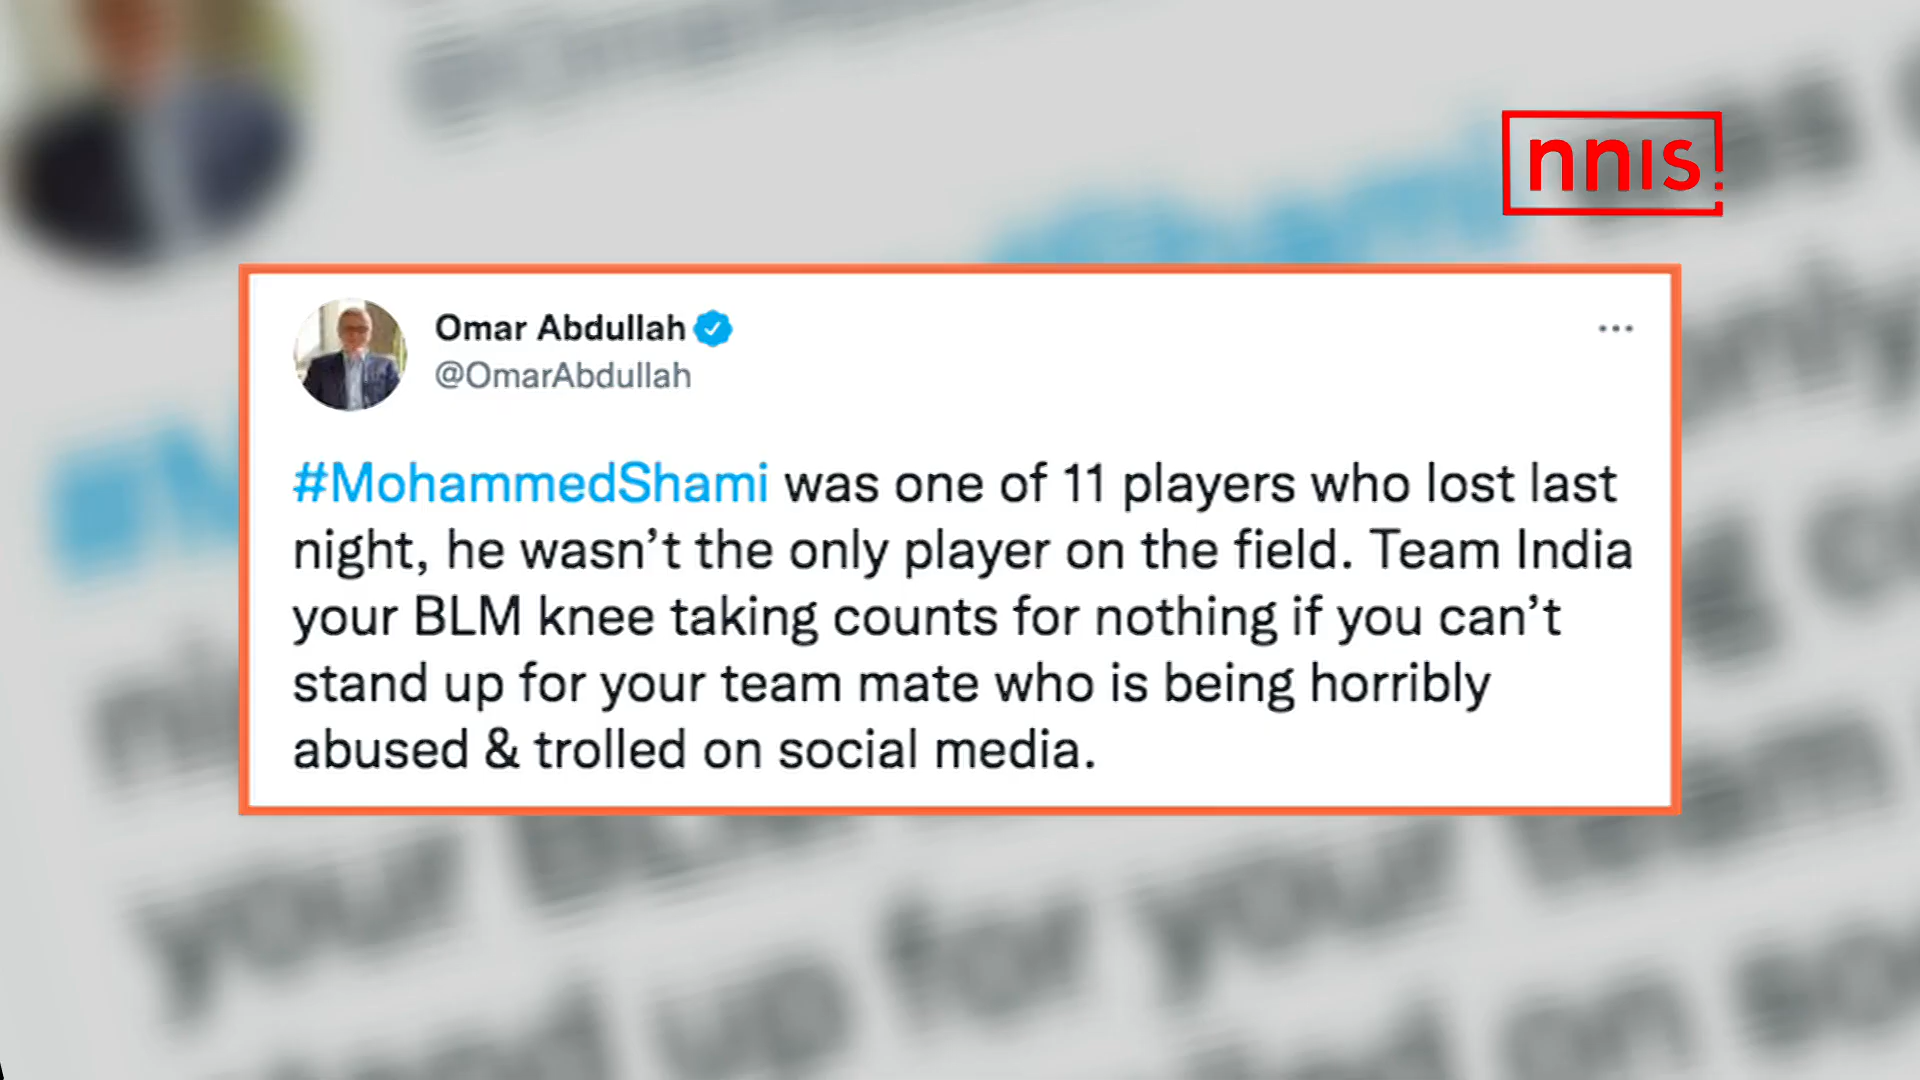 nnis
Omar Abdullah
@OmarAbdullah
#MohammedShami was one of 11 players who lost last
night, he wasn’t the only player on the field. Team India
your BLM knee taking counts for nothing if you can’t
stand up for your team mate who is being horribly
abused & trolled on social media.